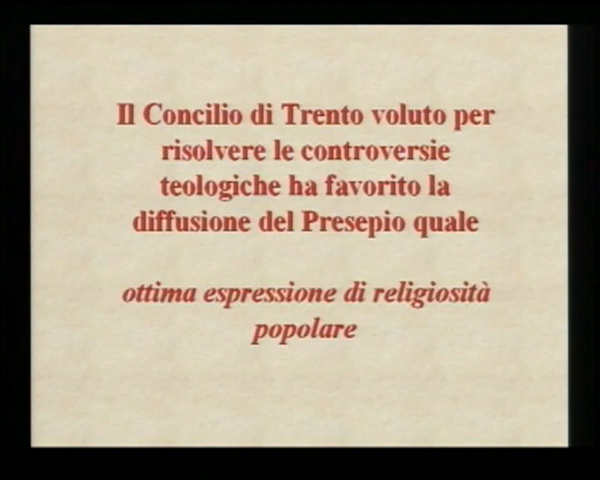 Il Concilio di Trento voluto per
risolvere le controversie
teologiche ha favorito la
diffusione del Presepio quale
ottima espressione di religiosità
popolare